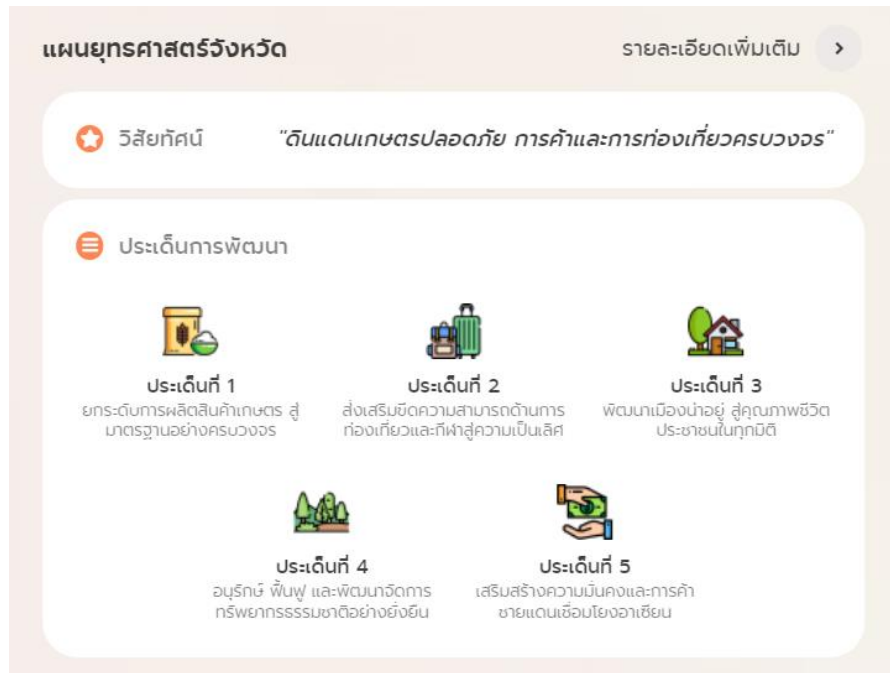 แผนยุทธศาสตร์จังหวัด
รายละเอียดเพิ่มเติม
วิสัยทัศน์
"ดินแดนเกษตรปลอดภัย การค้าและการท่องเที่ยวครบวงจร"
ประเด็นการพัฒนา
ประเด็นที่ 1
ยกระดับการผลิตสินค้าเกษตร สู่
มาตรฐานอย่างครบวงจร
ประเด็นที่ 2
ส่งเสริมขีดความสามารถด้านการ
ท่องเที่ยวและกีฬาสู่ความเป็นเลิศ
ประเด็นที่ 3
พัฒนาเมืองน่าอยู่ สู่คุณภาพชีวิต
ประชาชนในทุกมิติ
ประเด็นที่ 4
อนุรักษ์ ฟื้นฟู และพัฒนาจัดการ
ทรัพยากรธรรมชาติอย่างยั่งยืน
ประเด็นที่ 5
เสริมสร้างความมั่นคงและการค้า
ชายแดนเชื่อมโยงอาเซียน